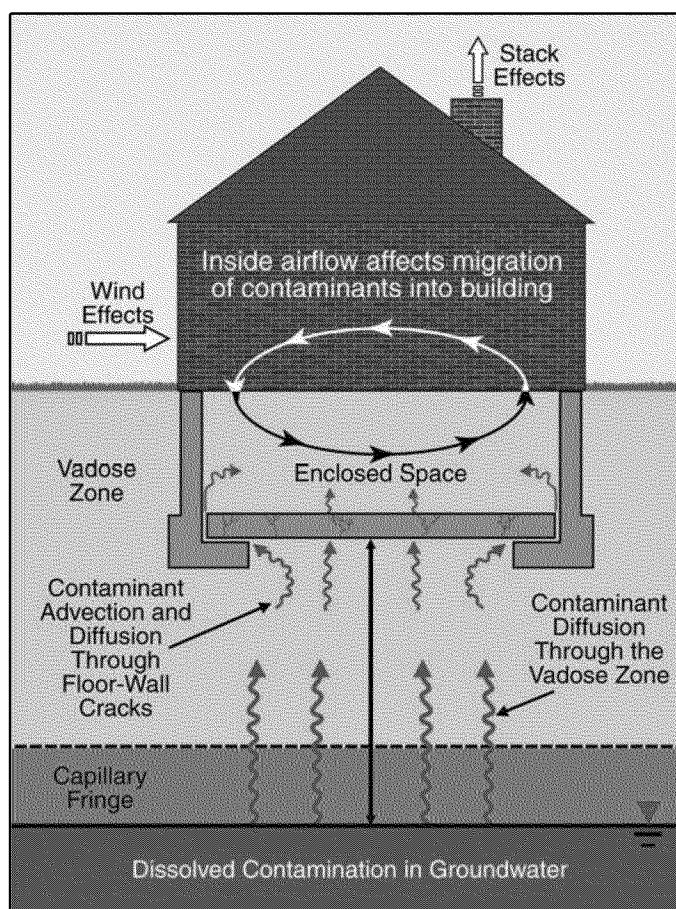 Stack
Effects
Inside airflow affects migration
of contaminants into building
Wind
Effects
Vadose
Zone
Enclosed Space
Contaminant
Advection and
Diffusion
Through
Floor-Wall
Cracks
Contaminant
Diffusion
Through the
Vadose Zone
Capillary
Fringe
Dissolved Contamination in Groundwater